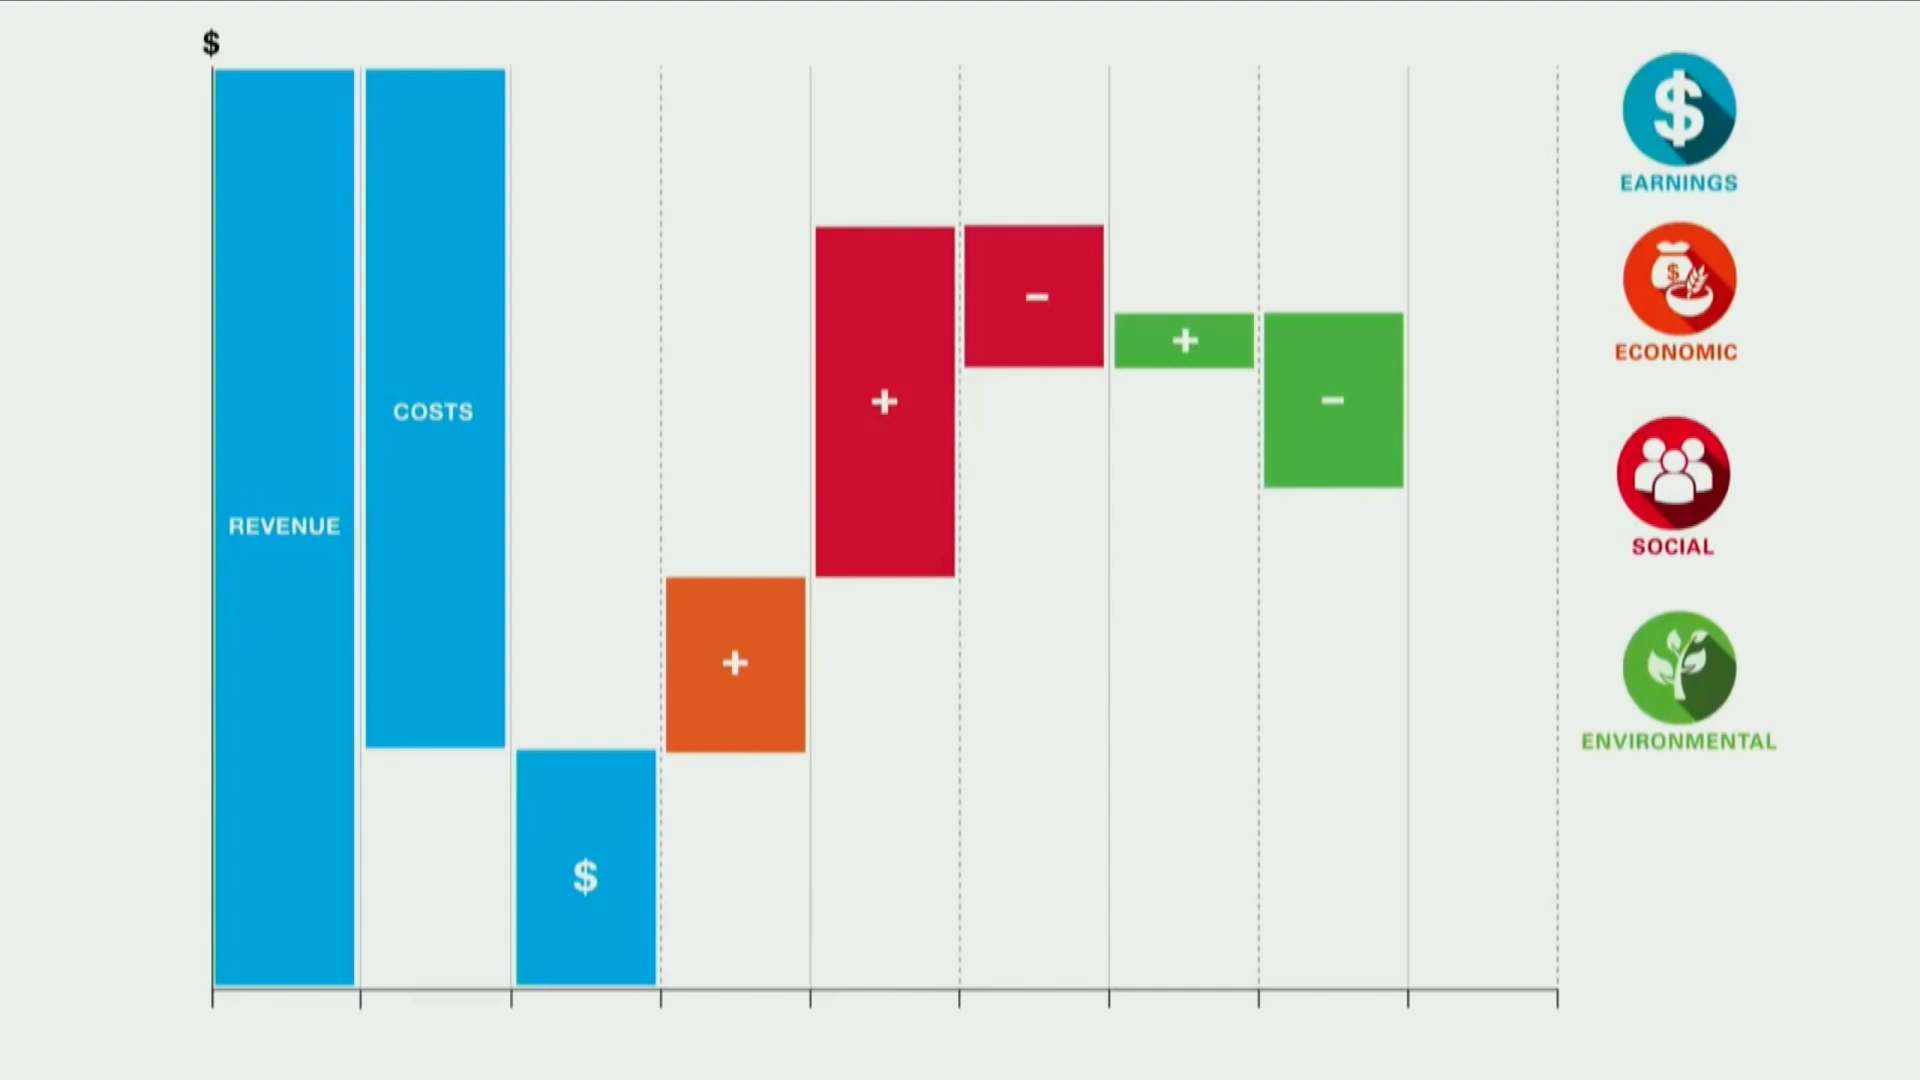 $
REVENUE
COSTS
$
+
+
−
+
−
$
EARNINGS
$
ECONOMIC
SOCIAL
ENVIRONMENTAL